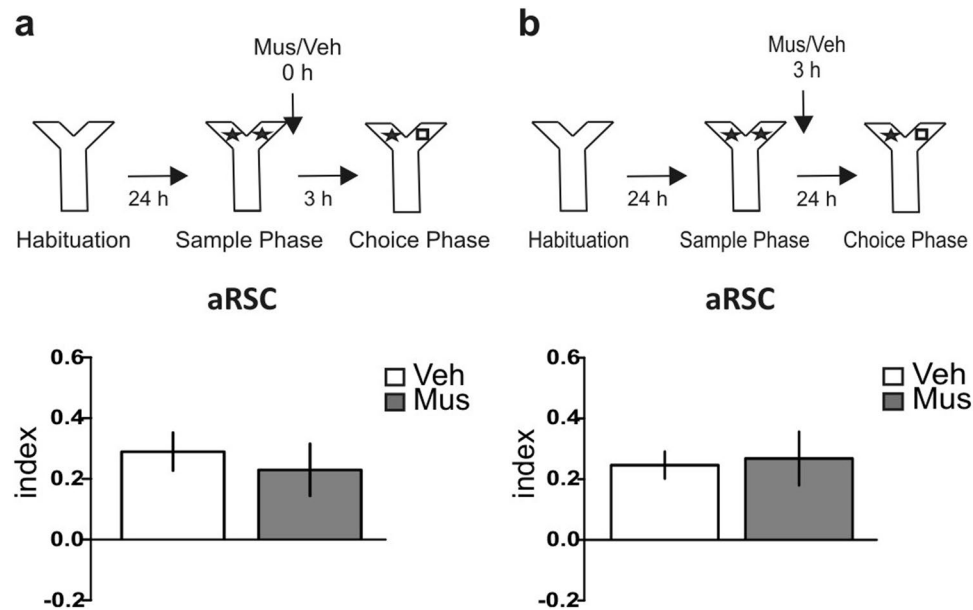 a
Mus/Veh
0 h
24 h
3 h
Habituation
Sample Phase
Choice Phase
aRSC
index
0.6
0.4
0.2
0.0
-0.2
Veh
Mus
b
Mus/Veh
3 h
24 h
24 h
Habituation
Sample Phase
Choice Phase
aRSC
index
0.6
0.4
0.2
0.0
-0.2
Veh
Mus